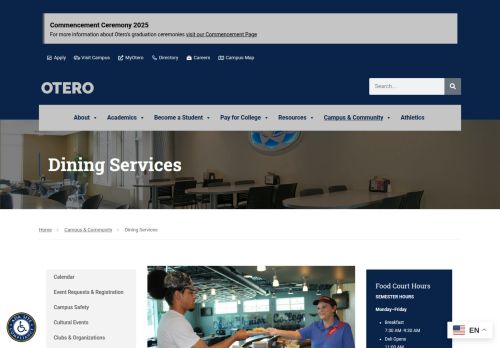 Commencement Ceremony 2025
For more information about Otero's graduation ceremonies visit our Commencement Page
Apply Visit Campus MyOtero Directory Careers Campus Map
OTERO
Search...
About Academics Become a Student Pay for College Resources Campus & Community Athletics
Dining Services
Home Campus & Community Dining Services
Calendar
Event Requests & Registration
Campus Safety
Cultural Events
Clubs & Organizations
Food Court Hours
SEMESTER HOURS
Monday–Friday
Breakfast
7:30 AM- 9:30 AM
Deli Opens
11:00 AM
EN